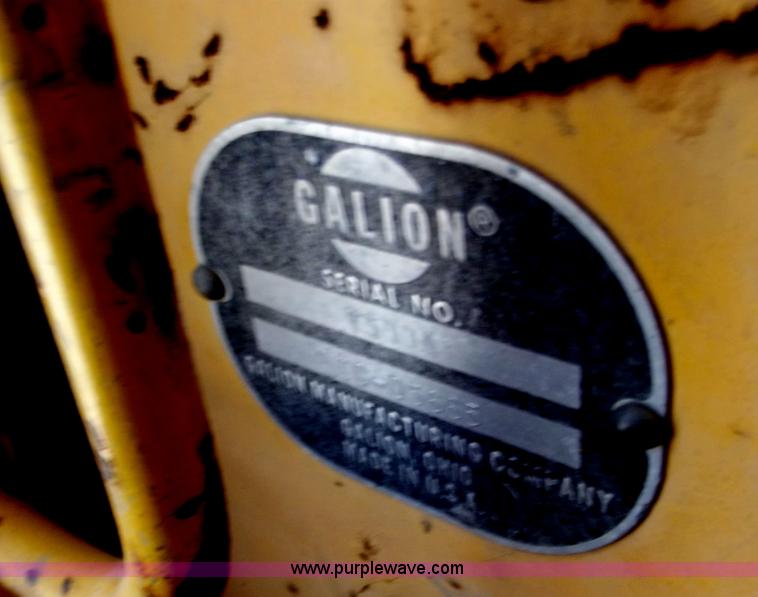 GALION®
SERIAL NO.
GALION MANUFACTURING COMPANY
GALION, OHIO
MADE IN U.S.A.
www.purplewave.com